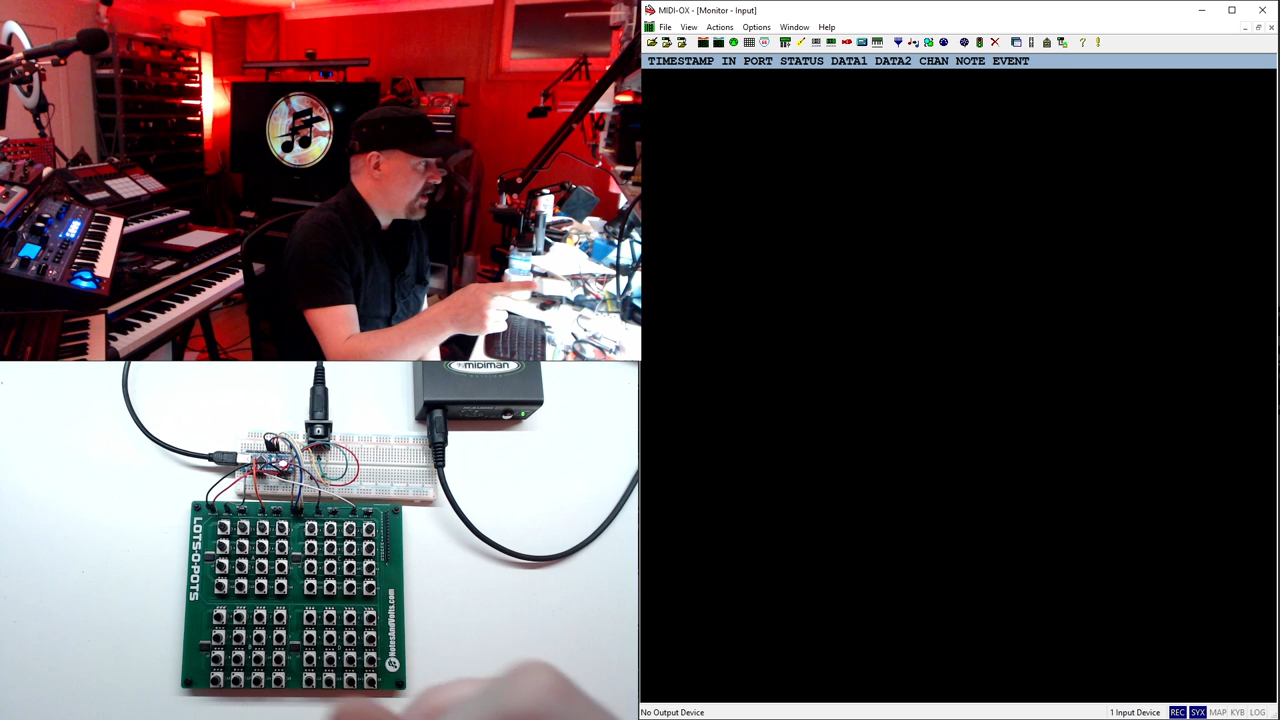 MIDI-OX - [Monitor - Input]
File View Actions Options Window Help
TIMESTAMP IN PORT STATUS DATA1 DATA2 CHAN NOTE EVENT
midiman
LOTS-O-POTS
NotesAndVolts.com
No Output Device
1 Input Device
REC SYX MAP KYB LOG